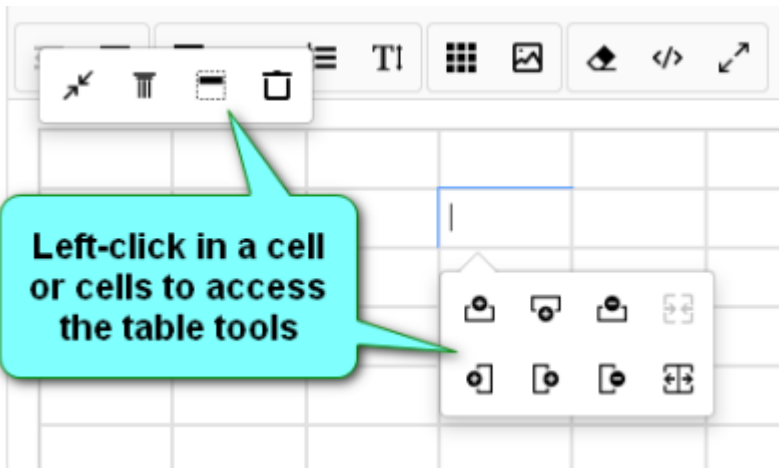 T
Left-click in a cell
or cells to access
the table tools